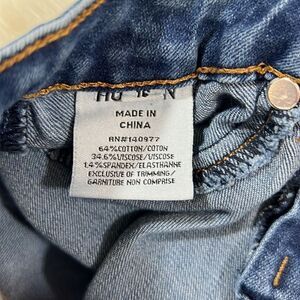 MADE IN
CHINA
RN#140977
64%COTTON/COTON
34.6%VISCOSE/VISCOSE
1.4%SPANDEX/ELASTHANNE
EXCLUSIVE OF TRIMMING/
GARNITURE NON COMPRISE